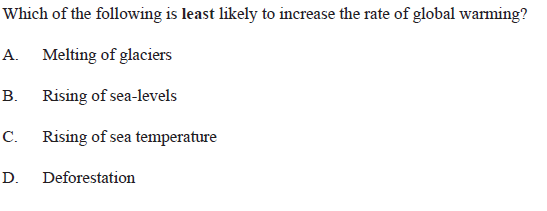 Which of the following is least likely to increase the rate of global warming?
A. Melting of glaciers
B. Rising of sea-levels
C. Rising of sea temperature
D. Deforestation